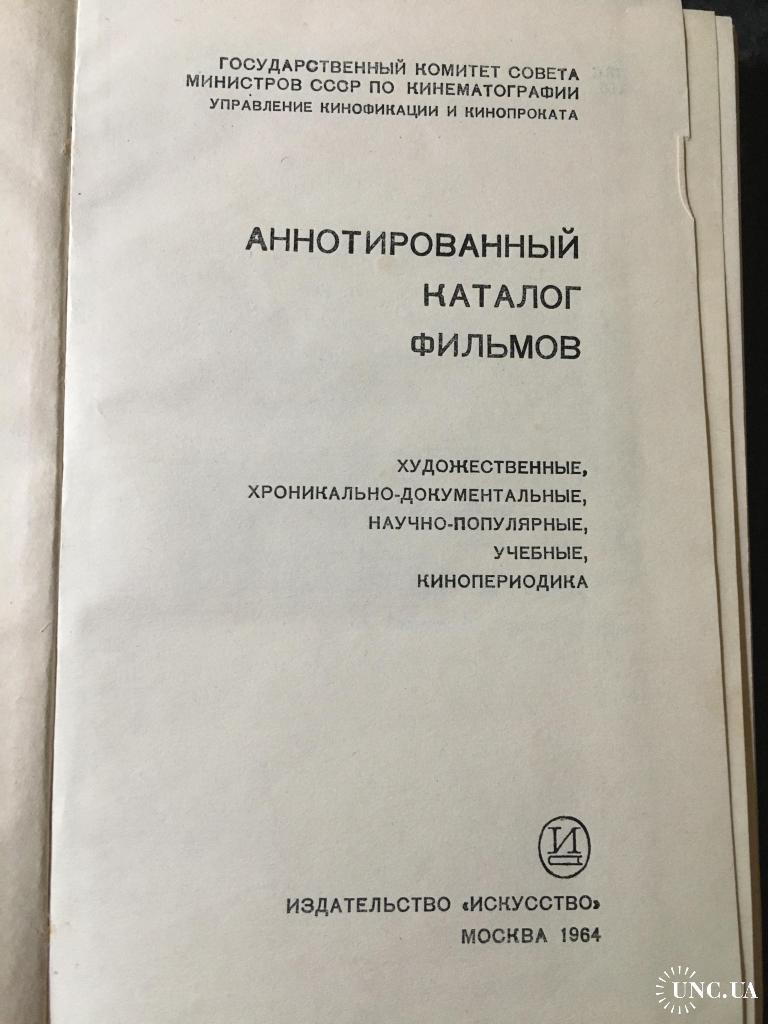 ГОСУДАРСТВЕННЫЙ КОМИТЕТ СОВЕТА
МИНИСТРОВ СССР ПО КИНЕМАТОГРАФИИ
УПРАВЛЕНИЕ КИНОФИКАЦИИ И КИНОПРОКАТА
АННОТИРОВАННЫЙ
КАТАЛОГ
ФИЛЬМОВ
ХУДОЖЕСТВЕННЫЕ,
ХРОНИКАЛЬНО-ДОКУМЕНТАЛЬНЫЕ,
НАУЧНО-ПОПУЛЯРНЫЕ,
УЧЕБНЫЕ,
КИНОПЕРИОДИКА
И
ИЗДАТЕЛЬСТВО «ИСКУССТВО»
МОСКВА 1964
UNC.UA